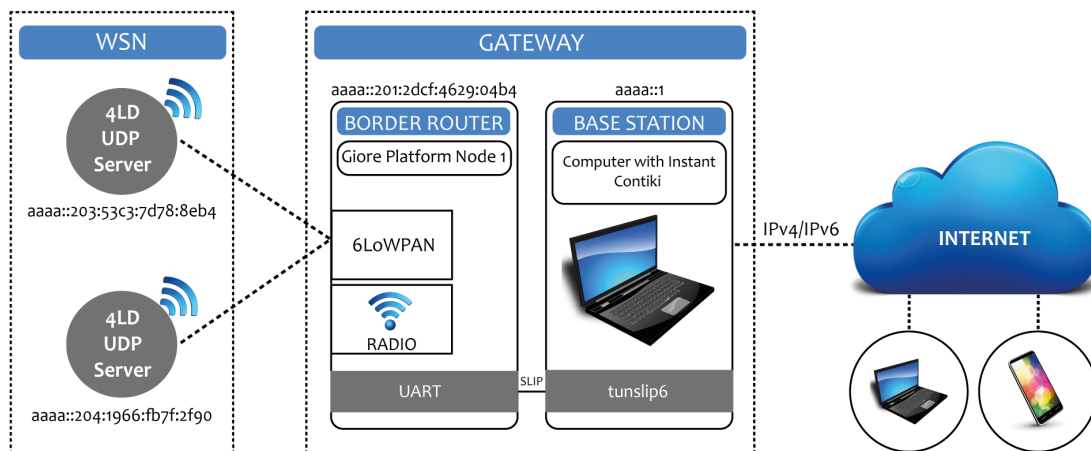 WSN
4LD
UDP
Server
aaaa::203:53c3:7d78:8eb4
4LD
UDP
Server
aaaa::204:1966:fb7f:2f90
GATEWAY
aaaa::201:2dcf:4629:04b4
BORDER ROUTER
Giore Platform Node 1
6LoWPAN
RADIO
UART
SLIP
aaaa::1
BASE STATION
Computer with Instant
Contiki
tunslip6
IPv4/IPv6
INTERNET